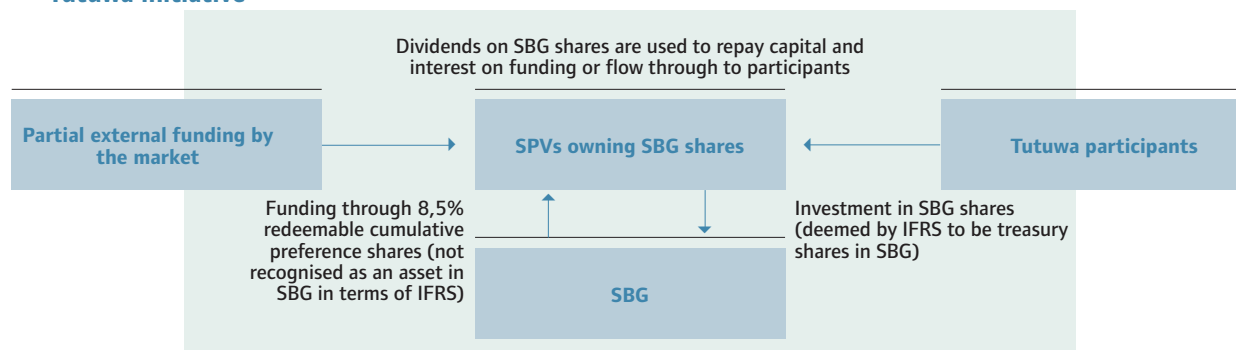 Tutuwa initiative
Dividends on SBG shares are used to repay capital and
interest on funding or flow through to participants
Partial external funding by
the market
SPVs owning SBG shares
Tutuwa participants
Funding through 8,5%
redeemable cumulative
preference shares (not
recognised as an asset in
SBG in terms of IFRS)
Investment in SBG shares
(deemed by IFRS to be treasury
shares in SBG)
SBG